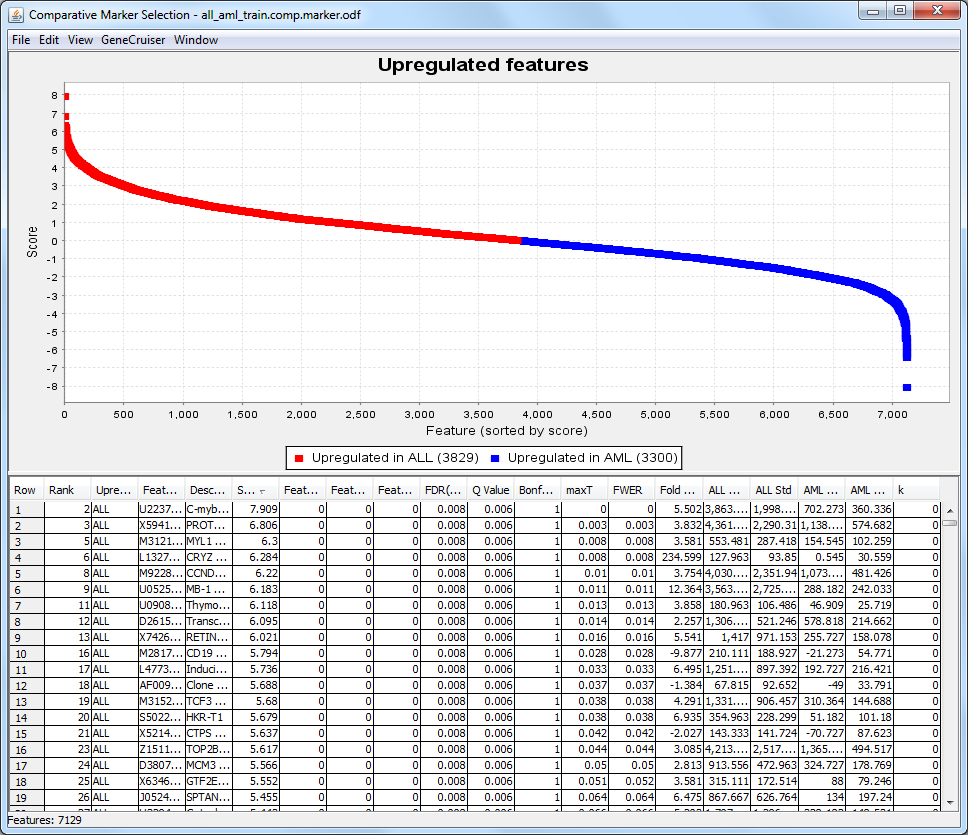 Comparative Marker Selection - all_aml_train.comp.marker.odf
File Edit View GeneCruiser Window
Upregulated features
Score
8
7
6
5
4
3
2
1
0
-1
-2
-3
-4
-5
-6
-7
-8
0 500 1,000 1,500 2,000 2,500 3,000 3,500 4,000 4,500 5,000 5,500 6,000 6,500 7,000
Feature (sorted by score)
Upregulated in ALL (3829) Upregulated in AML (3300)
Row Rank Upre... Feat... Desc... S... Feat... Feat... Feat... FDR(... Q Value Bonf... maxT FWER Fold ... ALL ... ALL Std AML ... AML ... k
1 2 ALL U2237... C-myb... 7.909 0 0 0 0.008 0.006 1 0 0 5.502 3,863.... 1,998.... 702.273 360.336 0
2 3 ALL X5941... PROT... 6.806 0 0 0 0.008 0.006 1 0.003 0.003 3.832 4,361.... 2,290.31 1,138.... 574.682 0
3 5 ALL M3121... MYL1 ... 6.3 0 0 0 0.008 0.006 1 0.008 0.008 3.581 553.481 287.418 154.545 102.259 0
4 6 ALL L1327... CRYZ ... 6.284 0 0 0 0.008 0.006 1 0.008 0.008 234.599 127.963 93.85 0.545 30.559 0
5 8 ALL M9228... CCND... 6.22 0 0 0 0.008 0.006 1 0.01 0.01 3.754 4,030.... 2,351.94 1,073.... 481.426 0
6 9 ALL U0525... MB-1 ... 6.183 0 0 0 0.008 0.006 1 0.011 0.011 12.364 3,563.... 2,725.... 288.182 242.033 0
7 11 ALL U0908... Thymo... 6.118 0 0 0 0.008 0.006 1 0.013 0.013 3.858 180.963 106.486 46.909 25.719 0
8 12 ALL D2615... Transc... 6.095 0 0 0 0.008 0.006 1 0.014 0.014 2.257 1,306.... 521.246 578.818 214.662 0
9 13 ALL X7426... RETIN... 6.021 0 0 0 0.008 0.006 1 0.016 0.016 5.541 1,417 971.153 255.727 158.078 0
10 16 ALL M2817... CD19 ... 5.794 0 0 0 0.008 0.006 1 0.028 0.028 -9.877 210.111 188.927 -21.273 54.771 0
11 17 ALL L4773... Induci... 5.736 0 0 0 0.008 0.006 1 0.033 0.033 6.495 1,251.... 897.392 192.727 216.421 0
12 18 ALL AF009... Clone ... 5.688 0 0 0 0.008 0.006 1 0.037 0.037 -1.384 67.815 92.652 -49 33.791 0
13 19 ALL M3152... TCF3 ... 5.68 0 0 0 0.008 0.006 1 0.038 0.038 4.291 1,331.... 906.457 310.364 144.688 0
14 20 ALL S5022... HKR-T1 5.679 0 0 0 0.008 0.006 1 0.038 0.038 6.935 354.963 228.299 51.182 101.18 0
15 21 ALL X5214... CTPS ... 5.637 0 0 0 0.008 0.006 1 0.042 0.042 -2.027 143.333 141.724 -70.727 87.623 0
16 23 ALL Z1511... TOP2B... 5.617 0 0 0 0.008 0.006 1 0.044 0.044 3.085 4,213.... 2,517.... 1,365.... 494.517 0
17 24 ALL D3807... MCM3 ... 5.566 0 0 0 0.008 0.006 1 0.05 0.05 2.813 913.556 472.963 324.727 178.769 0
18 25 ALL X6346... GTF2E... 5.552 0 0 0 0.008 0.006 1 0.051 0.052 3.581 315.111 172.514 88 79.246 0
19 26 ALL J0524... SPTAN... 5.455 0 0 0 0.008 0.006 1 0.064 0.064 6.475 867.667 626.764 134 197.24 0
Features: 7129